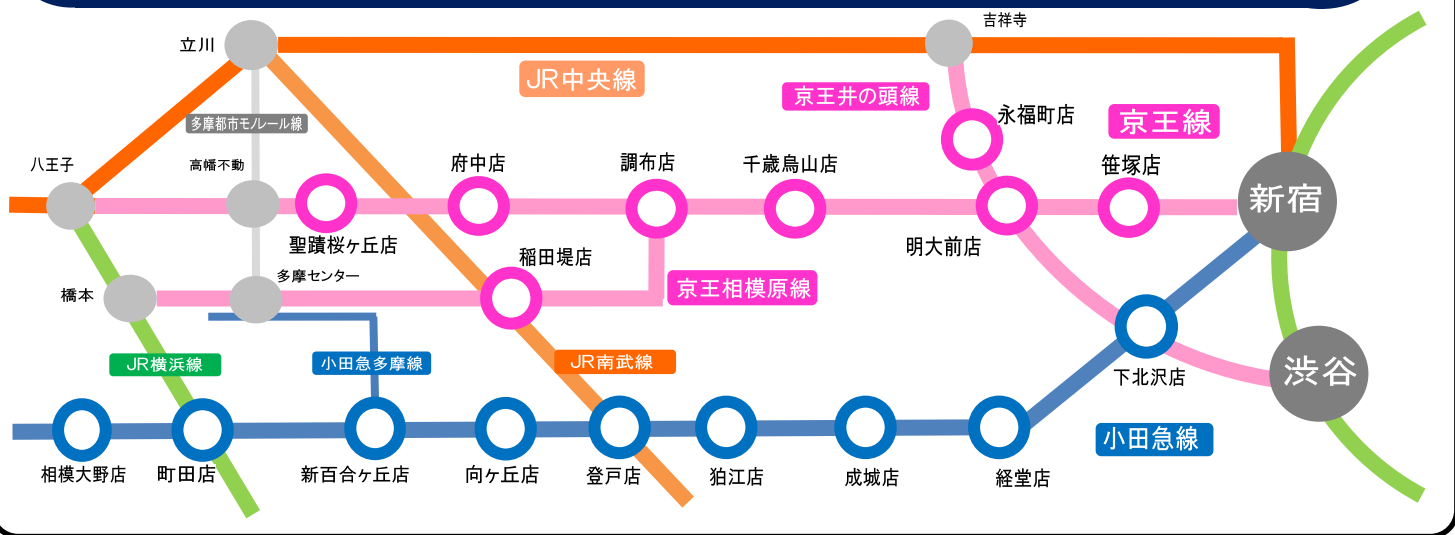 吉祥寺
立川
JR中央線
京王井の頭線
永福町店
京王線
多摩都市モノレール線
八王子
高幡不動
府中店
調布店
千歳烏山店
笹塚店
新宿
聖蹟桜ヶ丘店
明大前店
稲田堤店
多摩センター
橋本
京王相模原線
JR横浜線
小田急多摩線
JR南武線
渋谷
下北沢店
小田急線
相模大野店
町田店
新百合ヶ丘店
向ヶ丘店
登戸店
狛江店
成城店
経堂店